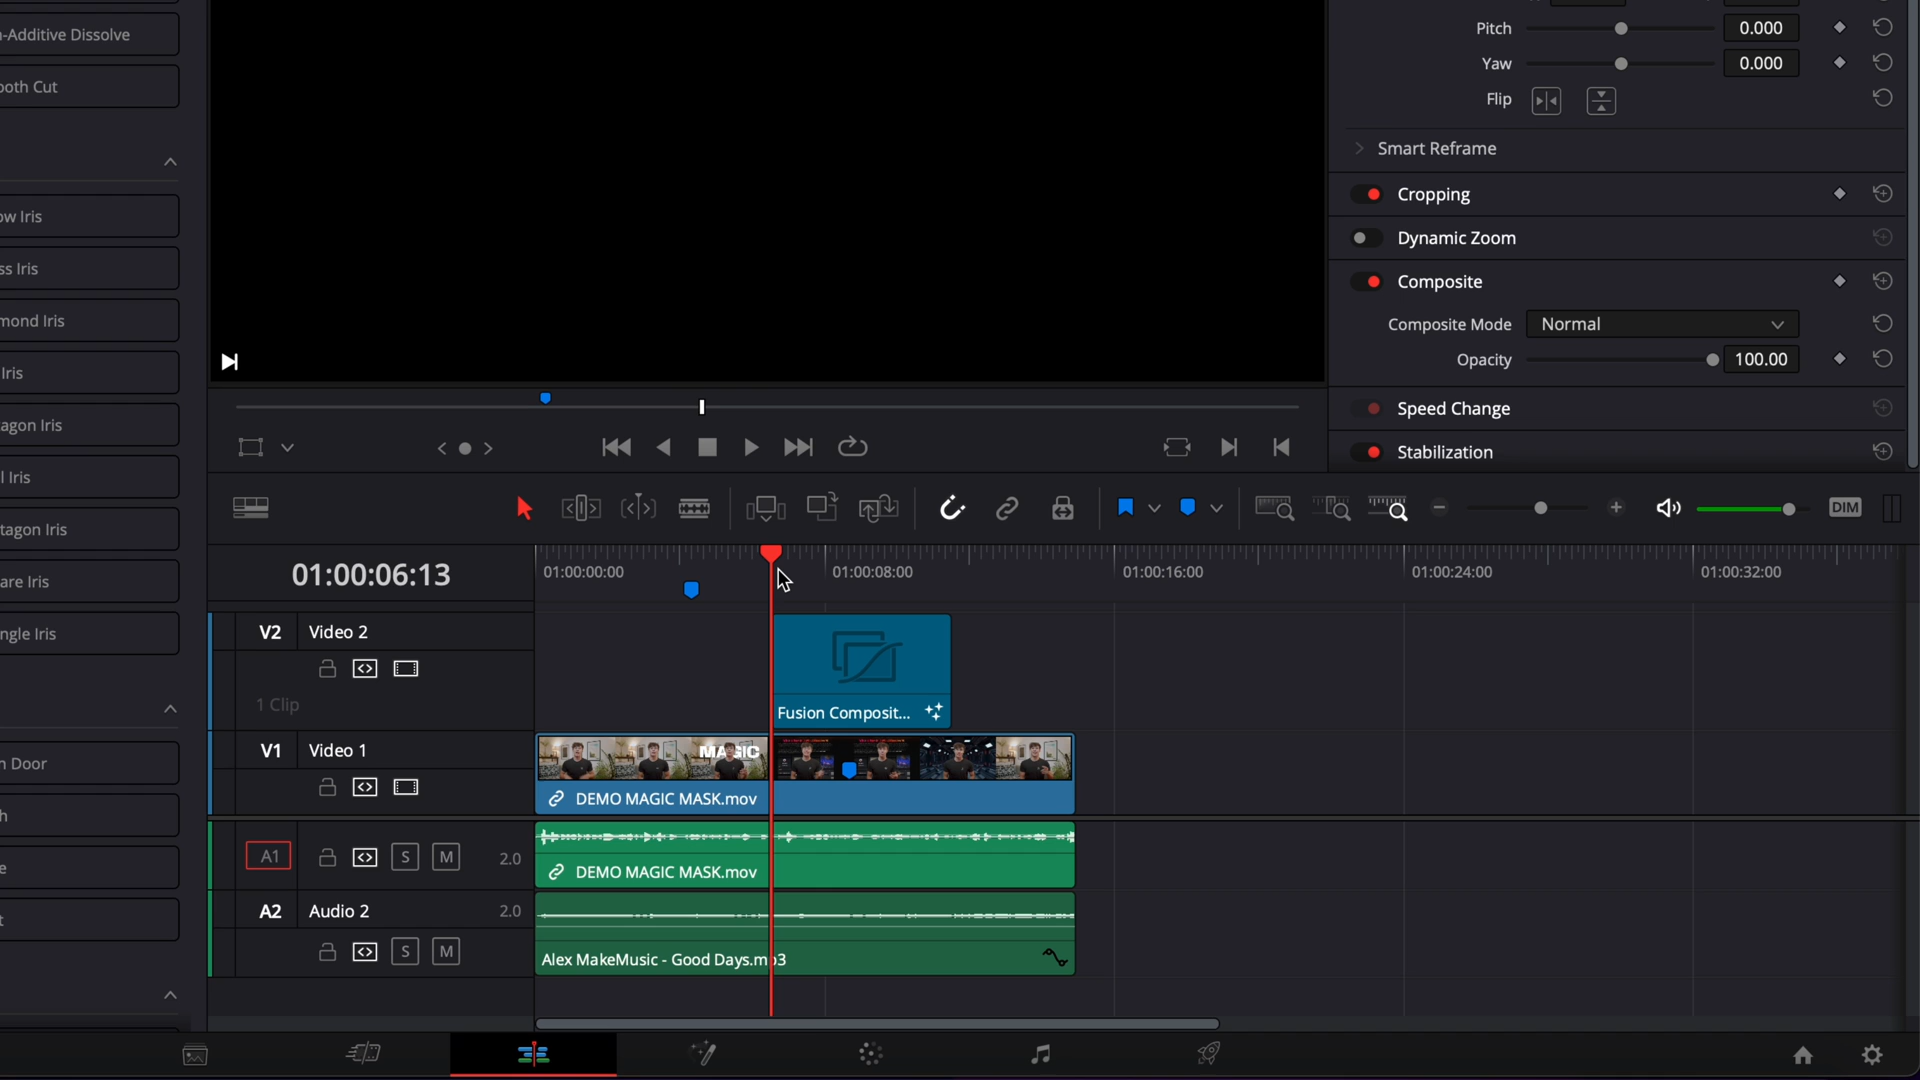 -Additive Dissolve
ooth Cut
ow Iris
ss Iris
mond Iris
Iris
agon Iris
l Iris
tagon Iris
are Iris
ngle Iris
n Door
h
e
t
Pitch 0.000
Yaw 0.000
Flip
Smart Reframe
Cropping
Dynamic Zoom
Composite
Composite Mode Normal
Opacity 100.00
Speed Change
Stabilization
DIM
01:00:06:13
01:00:00:00 01:00:08:00 01:00:16:00 01:00:24:00 01:00:32:00
V2 Video 2
1 Clip
Fusion Composit...
V1 Video 1
MAGIC
DEMO MAGIC MASK.mov
A1 S M 2.0
DEMO MAGIC MASK.mov
A2 Audio 2 2.0
S M
Alex MakeMusic - Good Days.mp3